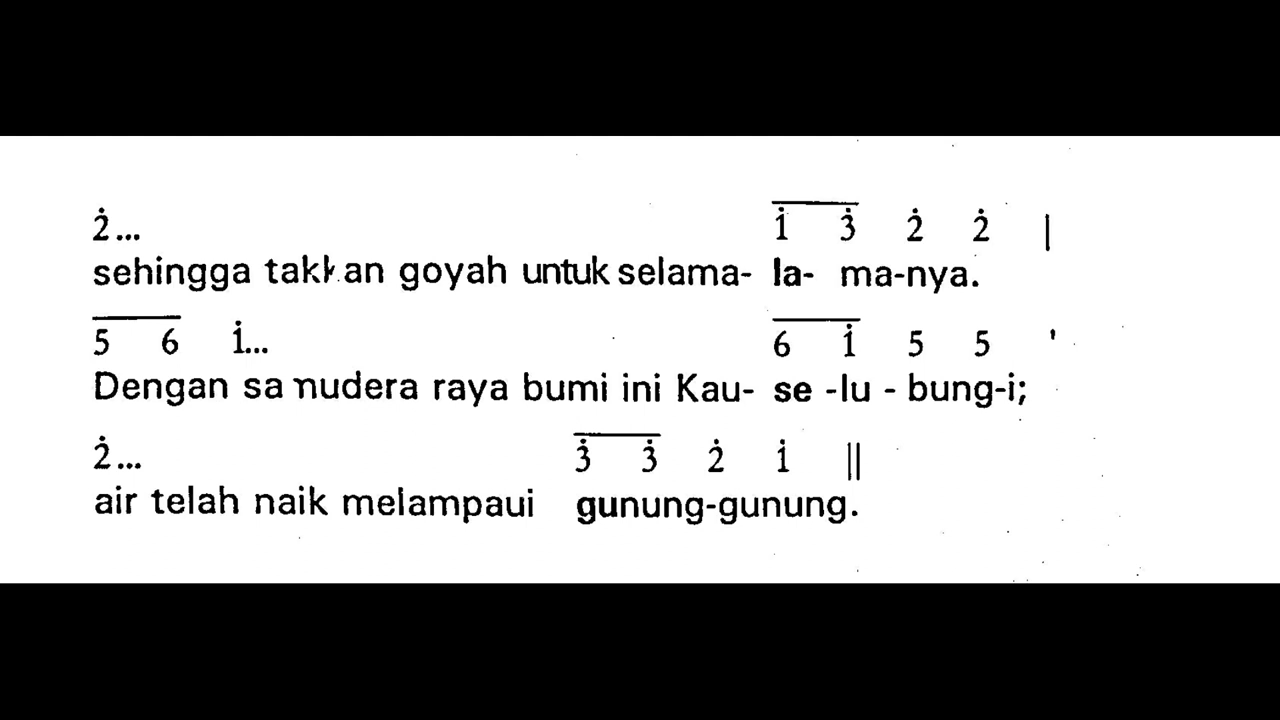 2̇... 1̇ 3̇ 2̇ 2̇ |
sehingga takkan goyah untuk selama- la- ma-nya.
5 6 1̇... 6 1̇ 5 5 '
Dengan samudera raya bumi ini Kau- se -lu - bung-i;
2̇... 3̇ 3̇ 2̇ 1̇ ||
air telah naik melampaui gunung-gunung.